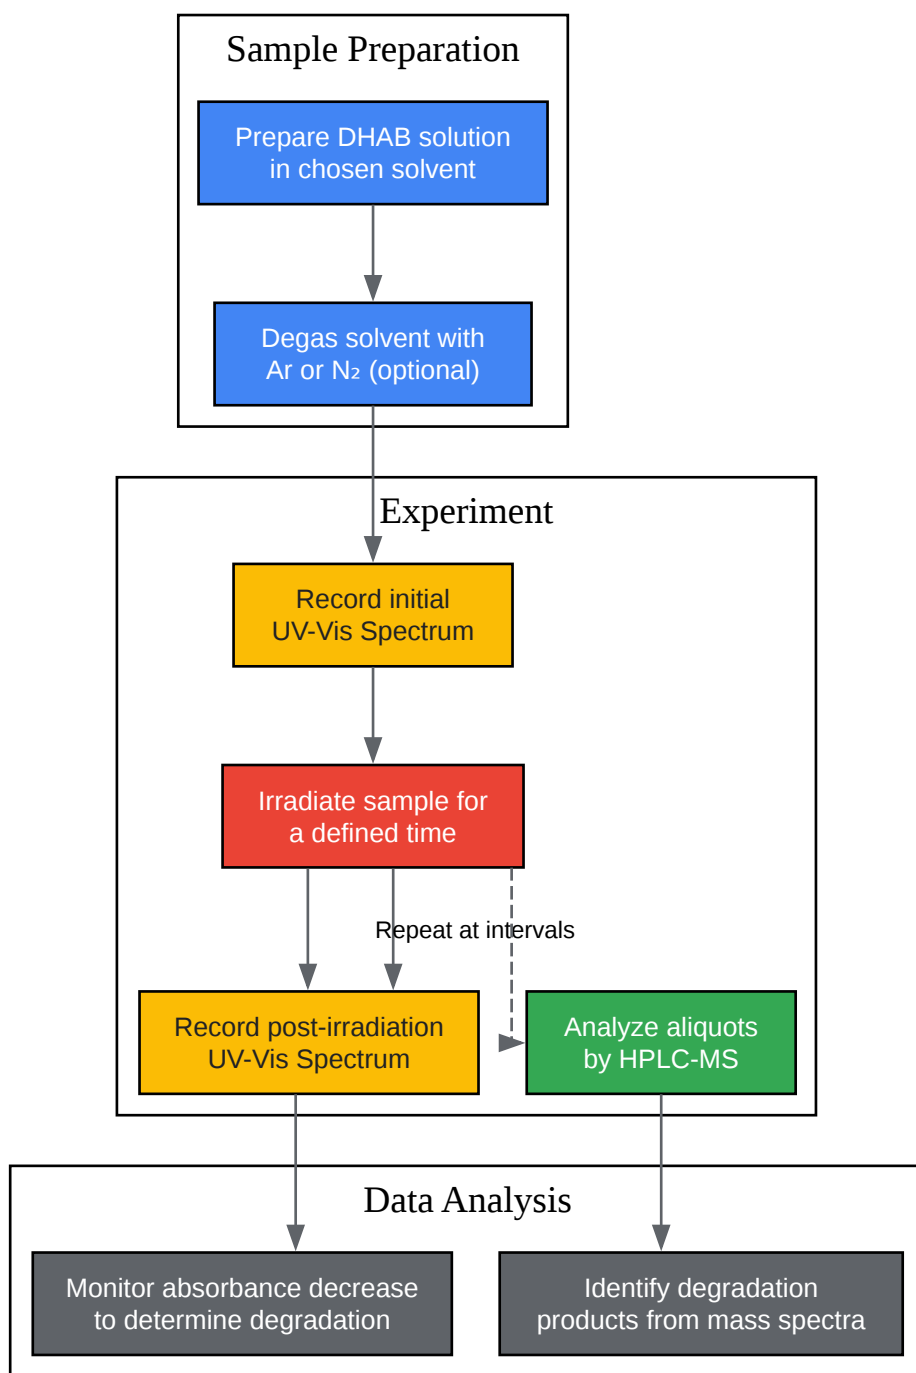 Sample Preparation
Prepare DHAB solution
in chosen solvent
Degas solvent with
Ar or N₂ (optional)
Experiment
Record initial
UV-Vis Spectrum
Irradiate sample for
a defined time
Repeat at intervals
Record post-irradiation
UV-Vis Spectrum
Analyze aliquots
by HPLC-MS
Data Analysis
Monitor absorbance decrease
to determine degradation
Identify degradation
products from mass spectra